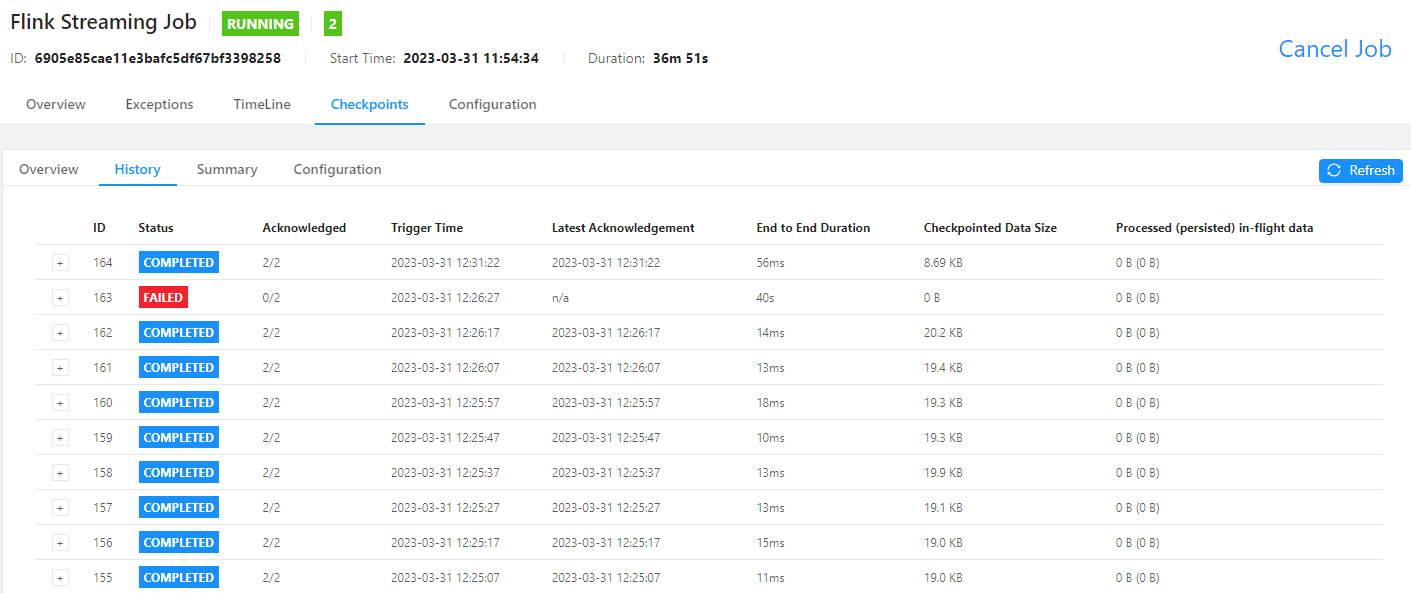 Flink Streaming Job RUNNING 2
ID: 6905e85cae11e3bafc5df67bf3398258 Start Time: 2023-03-31 11:54:34 Duration: 36m 51s
Cancel Job
Overview Exceptions TimeLine Checkpoints Configuration
Overview History Summary Configuration Refresh
ID Status Acknowledged Trigger Time Latest Acknowledgement End to End Duration Checkpointed Data Size Processed (persisted) in-flight data
+ 164 COMPLETED 2/2 2023-03-31 12:31:22 2023-03-31 12:31:22 56ms 8.69 KB 0 B (0 B)
+ 163 FAILED 0/2 2023-03-31 12:26:27 n/a 40s 0 B 0 B (0 B)
+ 162 COMPLETED 2/2 2023-03-31 12:26:17 2023-03-31 12:26:17 14ms 20.2 KB 0 B (0 B)
+ 161 COMPLETED 2/2 2023-03-31 12:26:07 2023-03-31 12:26:07 13ms 19.4 KB 0 B (0 B)
+ 160 COMPLETED 2/2 2023-03-31 12:25:57 2023-03-31 12:25:57 18ms 19.3 KB 0 B (0 B)
+ 159 COMPLETED 2/2 2023-03-31 12:25:47 2023-03-31 12:25:47 10ms 19.3 KB 0 B (0 B)
+ 158 COMPLETED 2/2 2023-03-31 12:25:37 2023-03-31 12:25:37 13ms 19.9 KB 0 B (0 B)
+ 157 COMPLETED 2/2 2023-03-31 12:25:27 2023-03-31 12:25:27 13ms 19.1 KB 0 B (0 B)
+ 156 COMPLETED 2/2 2023-03-31 12:25:17 2023-03-31 12:25:17 15ms 19.0 KB 0 B (0 B)
+ 155 COMPLETED 2/2 2023-03-31 12:25:07 2023-03-31 12:25:07 11ms 19.0 KB 0 B (0 B)